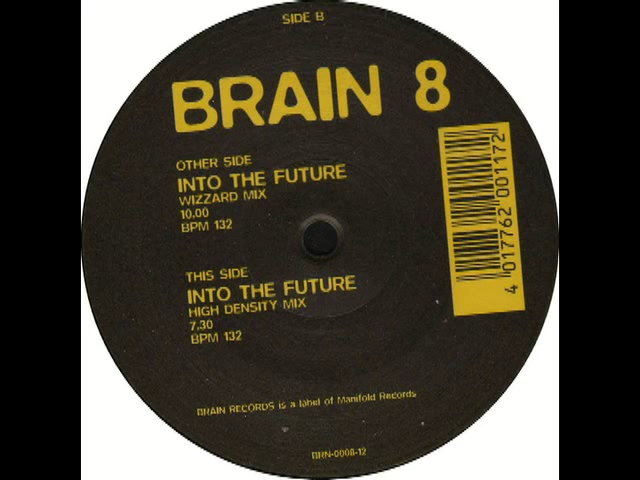 SIDE B
BRAIN 8
OTHER SIDE
INTO THE FUTURE
WIZZARD MIX
10.00
BPM 132
THIS SIDE
INTO THE FUTURE
HIGH DENSITY MIX
7.30
BPM 132
4 017762 001172
BRAIN RECORDS is a label of Manifold Records
BRN-0008-12